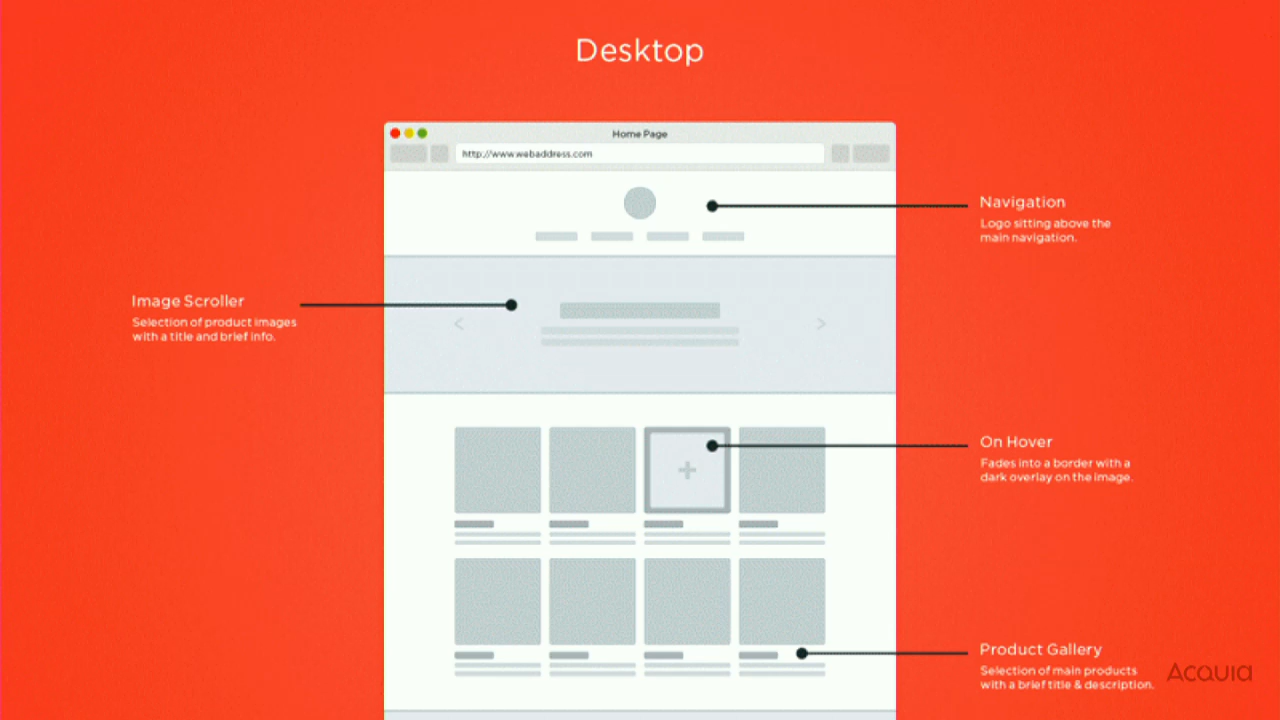 Desktop
Home Page
http://www.webaddress.com
Navigation
Logo sitting above the
main navigation.
Image Scroller
Selection of product images
with a title and brief info.
On Hover
Fades into a border with a
dark overlay on the image.
Product Gallery
Selection of main products
with a brief title & description.
Acquia